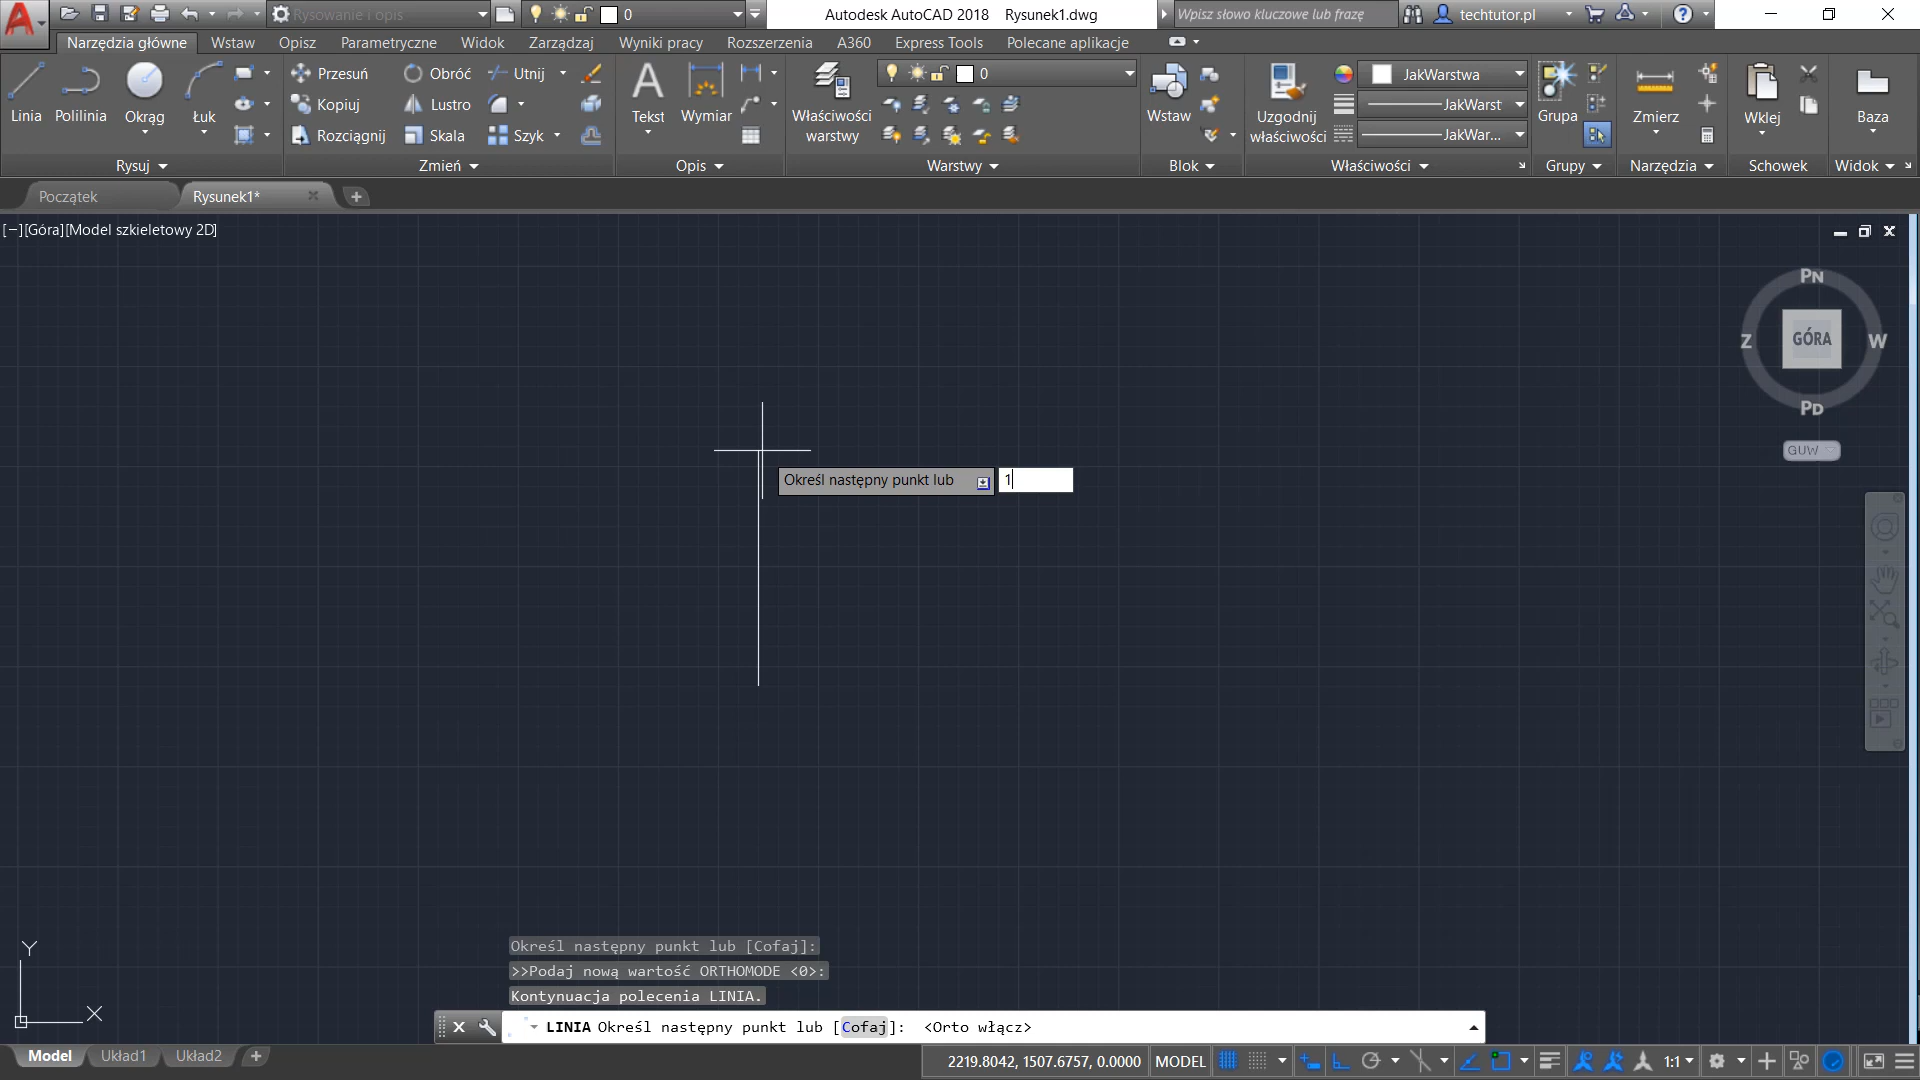 Rysowanie i opis
0
Autodesk AutoCAD 2018 Rysunek1.dwg
Wpisz słowo kluczowe lub frazę
techtutor.pl
Narzędzia główne Wstaw Opisz Parametryczne Widok Zarządzaj Wyniki pracy Rozszerzenia A360 Express Tools Polecane aplikacje
Linia
Polilinia
Okrąg
Łuk
Przesuń
Obróć
Utnij
Kopiuj
Lustro
Rozciągnij
Skala
Szyk
Tekst
Wymiar
Właściwości
warstwy
0
Wstaw
Uzgodnij
właściwości
JakWarstwa
JakWarst
JakWar...
Grupa
Zmierz
Wklej
Baza
Rysuj
Zmień
Opis
Warstwy
Blok
Właściwości
Grupy
Narzędzia
Schowek
Widok
Początek
Rysunek1*
[−][Góra][Model szkieletowy 2D]
PN
Z
GÓRA
W
PD
GUW
Określ następny punkt lub
1
Y
X
Określ następny punkt lub [Cofaj]:
>>Podaj nową wartość ORTHOMODE <0>:
Kontynuacja polecenia LINIA.
LINIA Określ następny punkt lub [Cofaj]: <Orto włącz>
Model
Układ1
Układ2
2219.8042, 1507.6757, 0.0000
MODEL
1:1